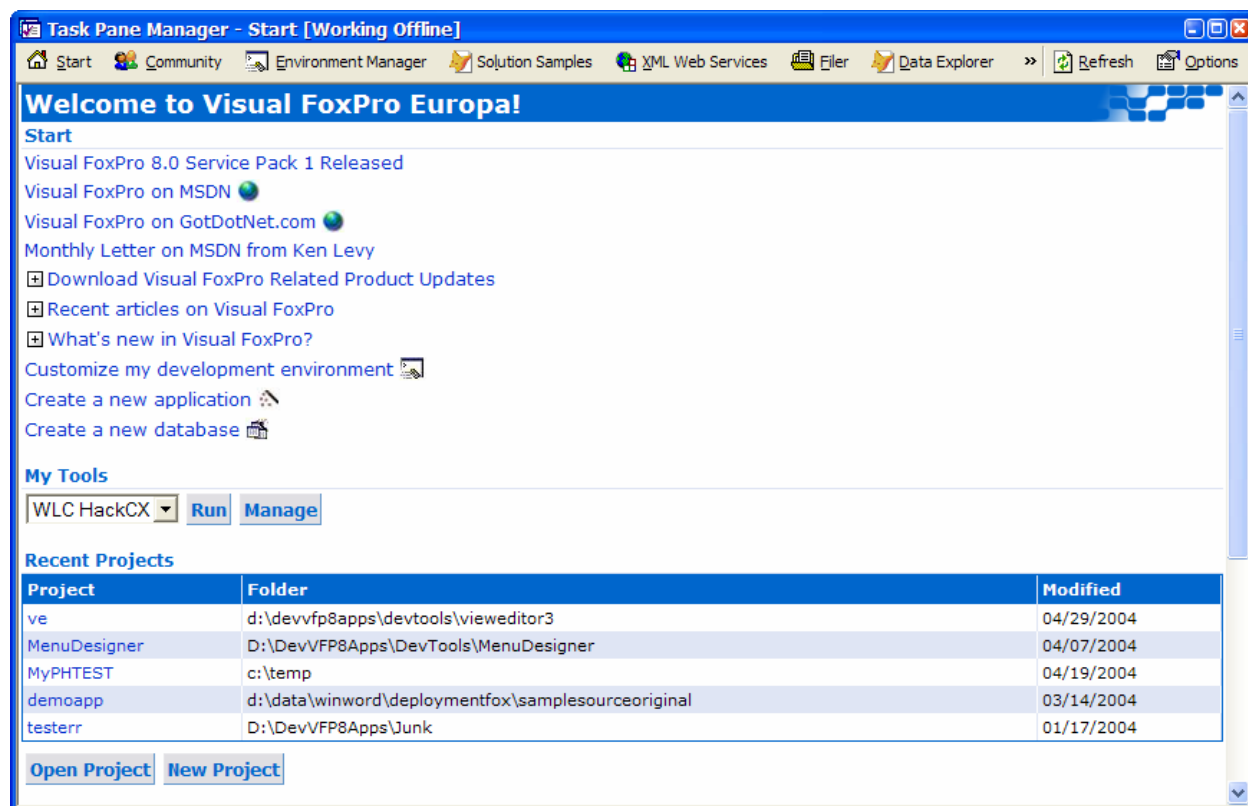 Task Pane Manager - Start [Working Offline]
Start Community Environment Manager Solution Samples XML Web Services Filer Data Explorer » Refresh Options
Welcome to Visual FoxPro Europa!
Start
Visual FoxPro 8.0 Service Pack 1 Released
Visual FoxPro on MSDN
Visual FoxPro on GotDotNet.com
Monthly Letter on MSDN from Ken Levy
Download Visual FoxPro Related Product Updates
Recent articles on Visual FoxPro
What's new in Visual FoxPro?
Customize my development environment
Create a new application
Create a new database
My Tools
WLC HackCX Run Manage
Recent Projects
Project Folder Modified
ve d:\devvfp8apps\devtools\vieweditor3 04/29/2004
MenuDesigner D:\DevVFP8Apps\DevTools\MenuDesigner 04/07/2004
MyPHTEST c:\temp 04/19/2004
demoapp d:\data\winword\deploymentfox\samplesourceoriginal 03/14/2004
testerr D:\DevVFP8Apps\Junk 01/17/2004
Open Project New Project